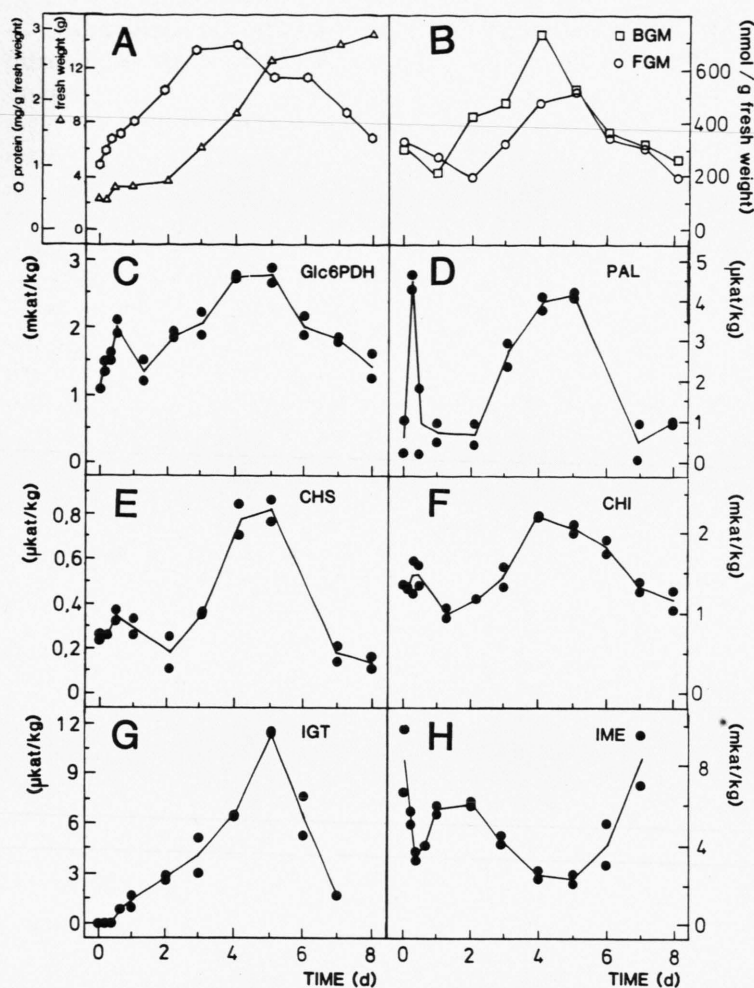 A
B
□ BGM
○ FGM
○ protein (mg/g fresh weight)
3
2
1
0
▷ fresh weight (g)
12
8
4
0
(nmol / g fresh weight)
600
400
200
0
C
Glc6PDH
(mkat/kg)
3
2
1
0
D
PAL
(µkat/kg)
5
4
3
2
1
0
E
CHS
(µkat/kg)
0.8
0.6
0.4
0.2
0
F
CHI
(mkat/kg)
2
1
0
G
IGT
(µkat/kg)
12
9
6
3
0
H
IME
(mkat/kg)
8
4
0
0 2 4 6 8
TIME (d)
0 2 4 6 8
TIME (d)